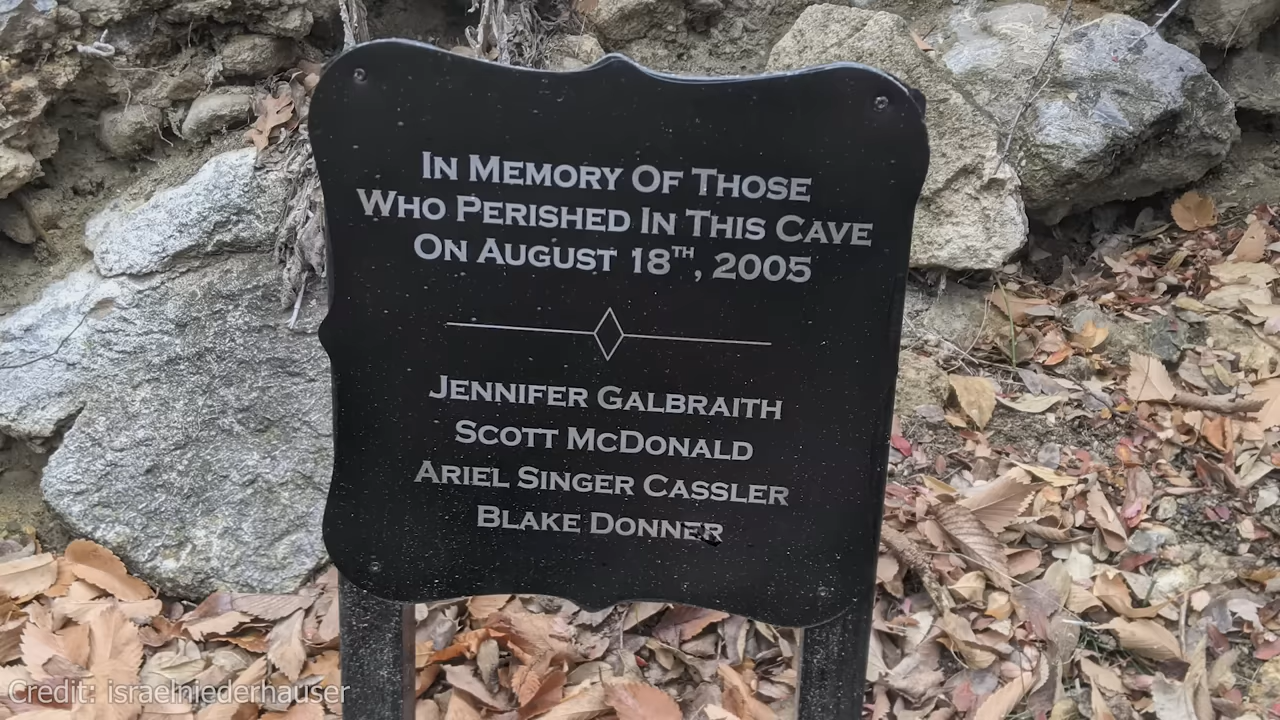 In Memory Of Those
Who Perished In This Cave
On August 18TH, 2005
Jennifer Galbraith
Scott McDonald
Ariel Singer Cassler
Blake Donner
Credit: israelniederhauser